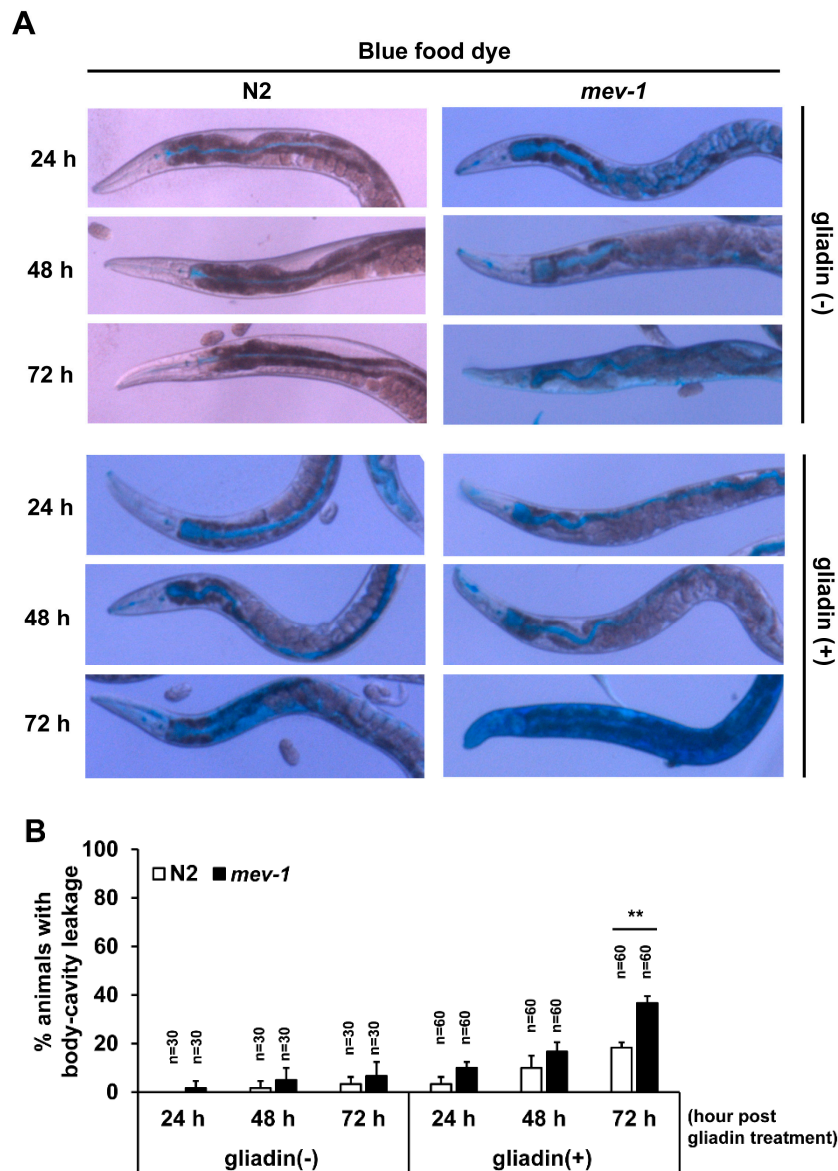 A
Blue food dye
N2 mev-1
24 h
48 h
72 h
gliadin (-)
24 h
48 h
72 h
gliadin (+)
B
% animals with
body-cavity leakage
100
80
60
40
20
0
N2 mev-1
n=30 n=30 n=30 n=30 n=30 n=30 n=60 n=60 n=60 n=60 n=60 n=60
**
24 h 48 h 72 h 24 h 48 h 72 h
gliadin(-) gliadin(+)
(hour post
gliadin treatment)